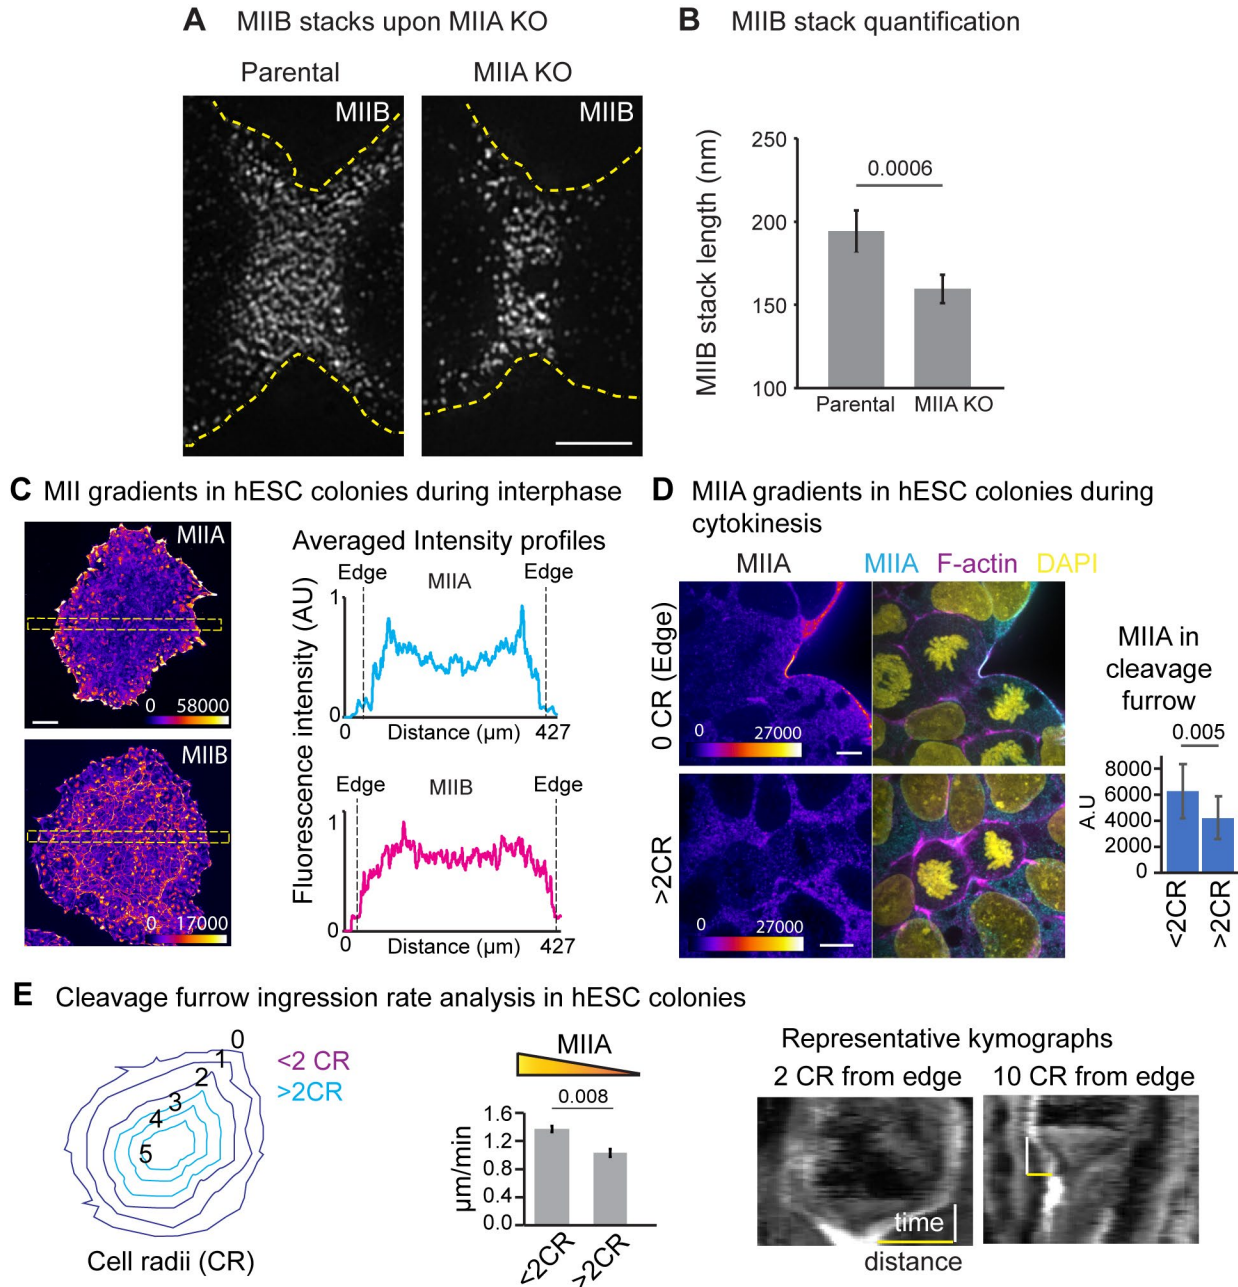 A MIIB stacks upon MIIA KO
Parental
MIIA KO
MIIB
MIIB
B MIIB stack quantification
MIIB stack length (nm)
250
200
150
100
0.0006
Parental
MIIA KO
C MII gradients in hESC colonies during interphase
MIIA
0 58000
MIIB
0 17000
Averaged Intensity profiles
Fluorescence intensity (AU)
Edge
MIIA
Edge
1
0
0
Distance (µm)
427
Edge
MIIB
Edge
1
0
0
Distance (µm)
427
D MIIA gradients in hESC colonies during
cytokinesis
MIIA
MIIA F-actin DAPI
0 CR (Edge)
0 27000
>2CR
0 27000
MIIA in
cleavage
furrow
0.005
A.U
8000
6000
4000
2000
0
<2CR
>2CR
E Cleavage furrow ingression rate analysis in hESC colonies
0
1
2
3
4
5
<2 CR
>2CR
Cell radii (CR)
MIIA
0.008
µm/min
1.6
1.2
0.8
0.4
0.0
<2CR
>2CR
Representative kymographs
2 CR from edge
10 CR from edge
time
distance